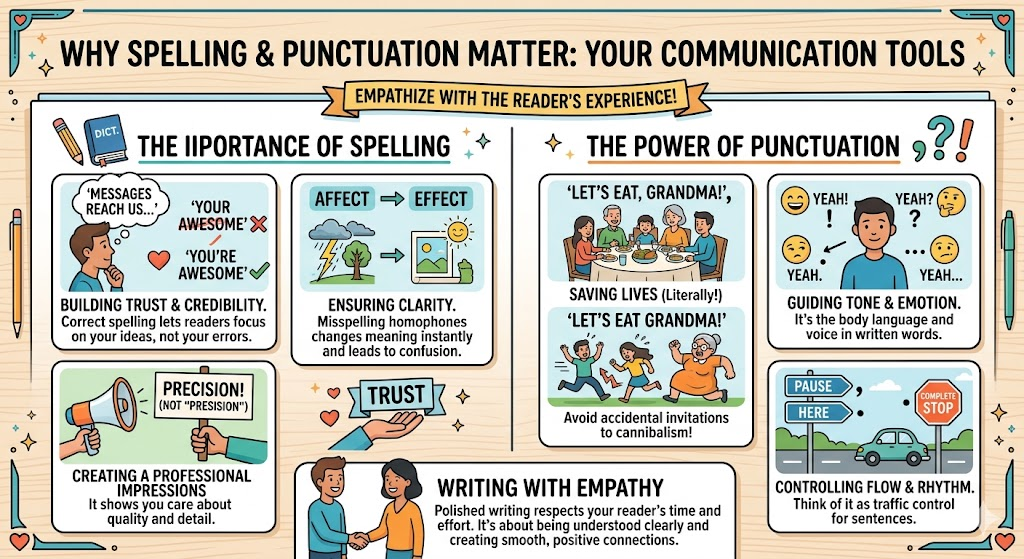 WHY SPELLING & PUNCTUATION MATTER: YOUR COMMUNICATION TOOLS
EMPATHIZE WITH THE READER'S EXPERIENCE!
DICT.
THE IIPORTANCE OF SPELLING
'MESSAGES
REACH US...'
'YOUR
AWESOME'
'YOU'RE
AWESOME'
BUILDING TRUST & CREDIBILITY.
Correct spelling lets readers focus
on your ideas, not your errors.
AFFECT
EFFECT
ENSURING CLARITY.
Misspelling homophones
changes meaning instantly
and leads to confusion.
PRECISION!
(NOT "PRESISION")
CREATING A PROFESSIONAL
IMPRESSIONS
It shows you care about
quality and detail.
TRUST
THE POWER OF PUNCTUATION
,?!
'LET'S EAT, GRANDMA!',
SAVING LIVES (Literally!)
'LET'S EAT GRANDMA!'
Avoid accidental invitations
to cannibalism!
YEAH!
!
YEAH?
?
YEAH.
...
YEAH...
GUIDING TONE & EMOTION.
It's the body language and
voice in written words.
PAUSE
HERE
,
:
.
COMPLETE
STOP
CONTROLLING FLOW & RHYTHM.
Think of it as traffic control
for sentences.
WRITING WITH EMPATHY
Polished writing respects your reader's time and
effort. It's about being understood clearly and
creating smooth, positive connections.